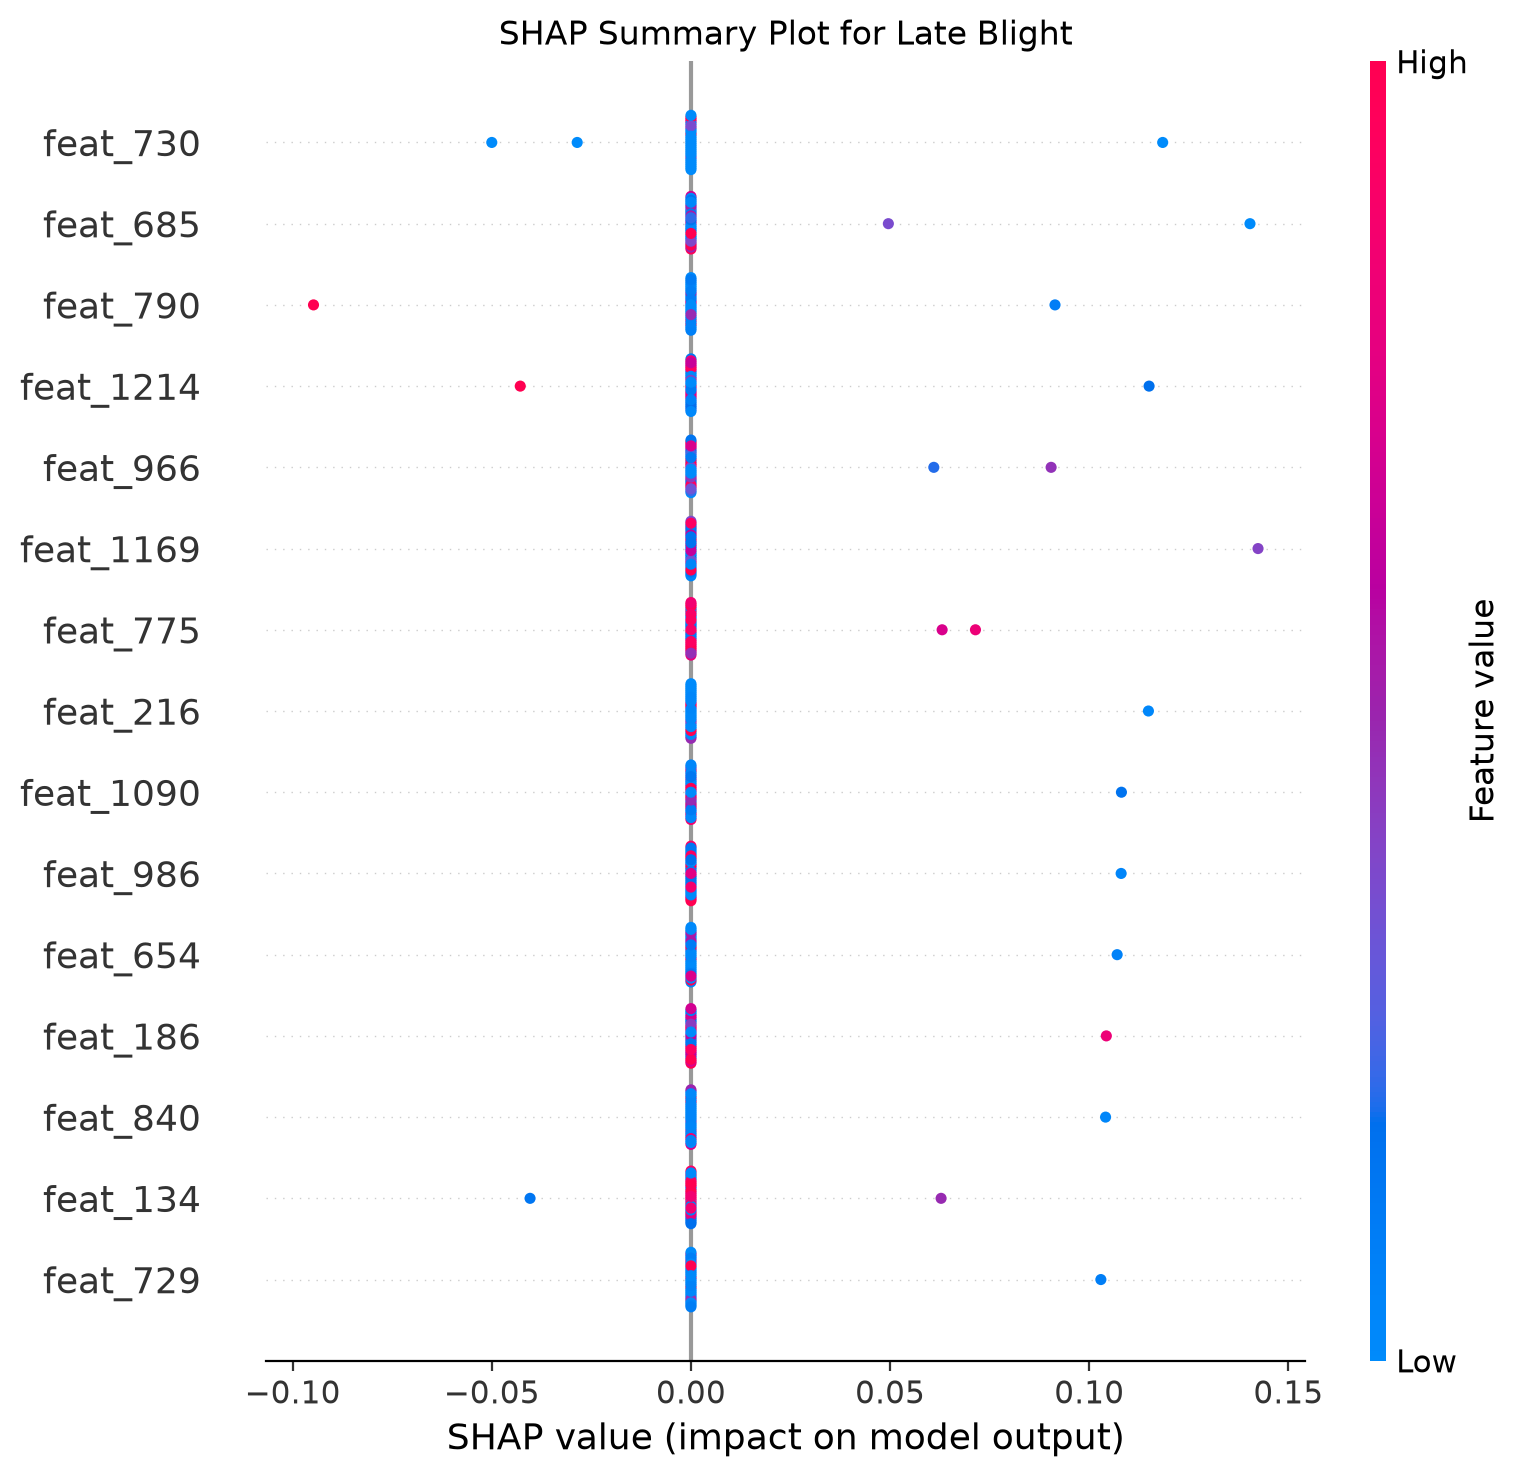 SHAP Summary Plot for Late Blight
High
feat_730
feat_685
feat_790
feat_1214
feat_966
feat_1169
feat_775
feat_216
feat_1090
feat_986
feat_654
feat_186
feat_840
feat_134
feat_729
Feature value
Low
−0.10 −0.05 0.00 0.05 0.10 0.15
SHAP value (impact on model output)